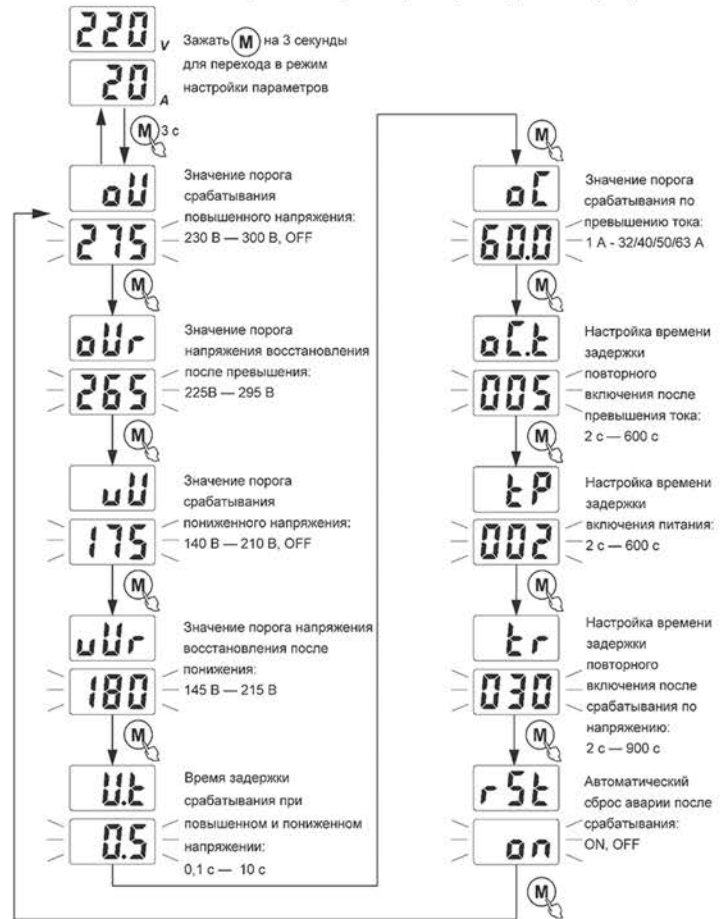 220 V
20 A
Зажать M на 3 секунды
для перехода в режим
настройки параметров
M 3 с
oU
275
Значение порога
срабатывания
повышенного напряжения:
230 В — 300 В, OFF
M
oUr
265
Значение порога
напряжения восстановления
после превышения:
225В — 295 В
M
uU
175
Значение порога
срабатывания
пониженного напряжения:
140 В — 210 В, OFF
M
uUr
180
Значение порога напряжения
восстановления после
понижения:
145 В — 215 В
M
U.t
0.5
Время задержки
срабатывания при
повышенном и пониженном
напряжении:
0,1 с — 10 с
M
oC
60.0
Значение порога
срабатывания по
превышению тока:
1 А - 32/40/50/63 А
M
oC.t
005
Настройка времени
задержки
повторного
включения после
превышения тока:
2 с — 600 с
M
tP
002
Настройка времени
задержки
включения питания:
2 с — 600 с
M
tr
030
Настройка времени
задержки
повторного
включения после
срабатывания по
напряжению:
2 с — 900 с
M
rSt
on
Автоматический
сброс аварии после
срабатывания:
ON, OFF
M